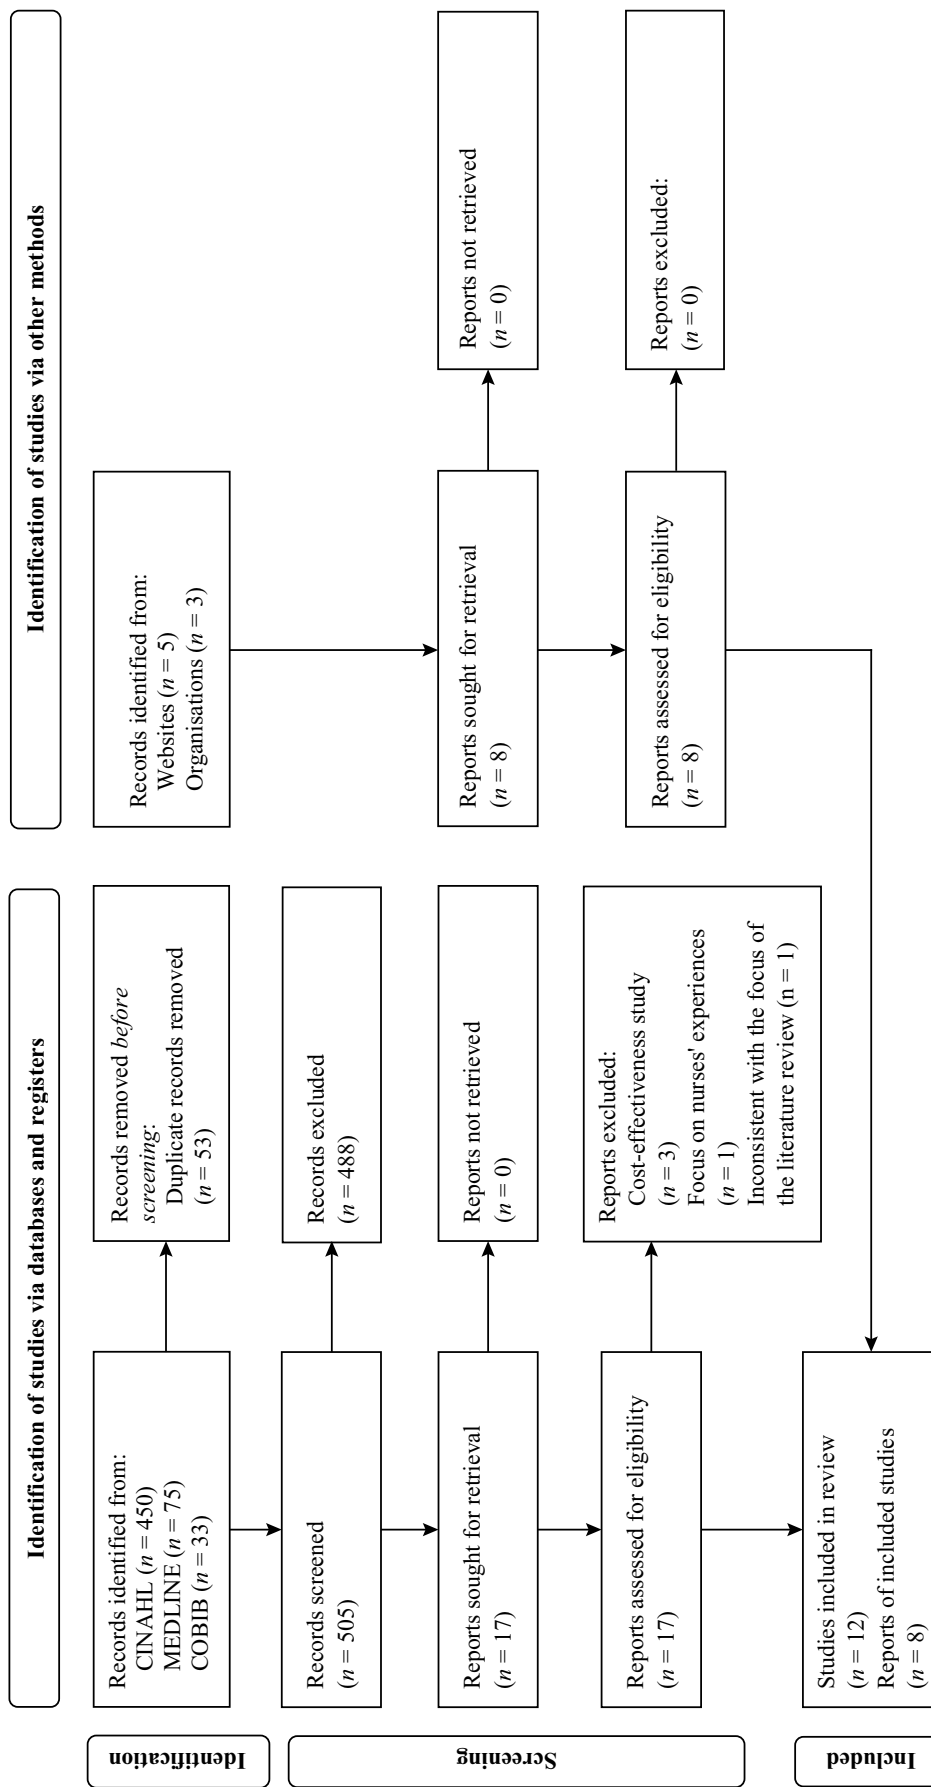 Identification of studies via databases and registers
Identification of studies via other methods
Identification
Records identified from:
CINAHL (n = 450)
MEDLINE (n = 75)
COBIB (n = 33)
Records removed before
screening:
Duplicate records removed
(n = 53)
Records identified from:
Websites (n = 5)
Organisations (n = 3)
Screening
Records screened
(n = 505)
Records excluded
(n = 488)
Reports sought for retrieval
(n = 17)
Reports not retrieved
(n = 0)
Reports sought for retrieval
(n = 8)
Reports not retrieved
(n = 0)
Reports assessed for eligibility
(n = 17)
Reports excluded:
Cost-effectiveness study
(n = 3)
Focus on nurses' experiences
(n = 1)
Inconsistent with the focus of
the literature review (n = 1)
Reports assessed for eligibility
(n = 8)
Reports excluded:
(n = 0)
Included
Studies included in review
(n = 12)
Reports of included studies
(n = 8)